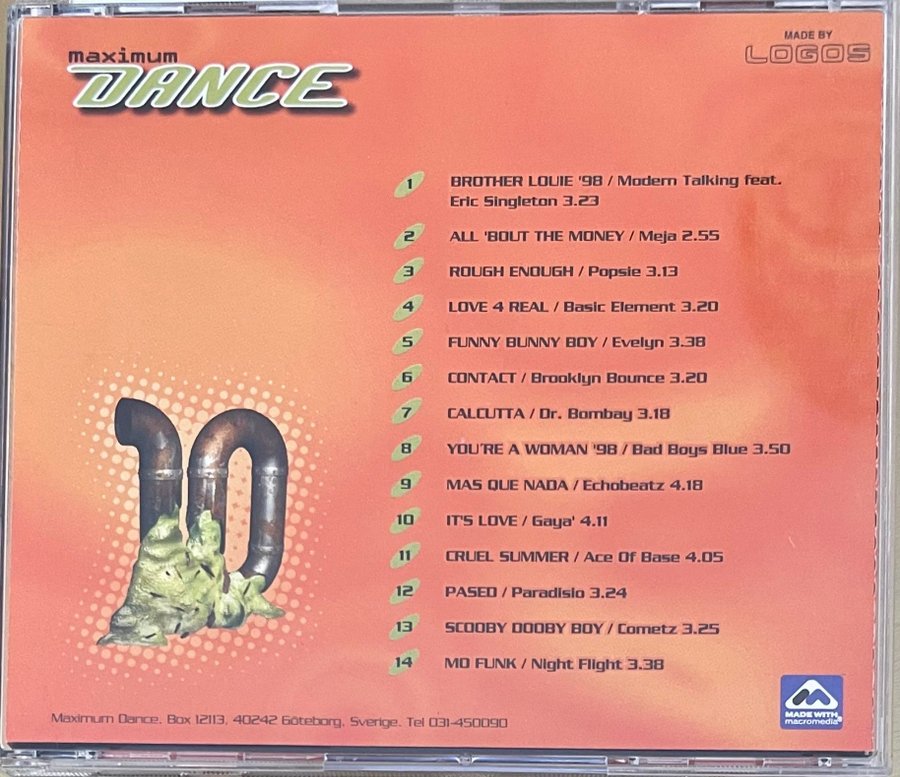 maximum
DANCE
MADE BY
LOGOS
1 BROTHER LOUIE '98 / Modern Talking feat.
Eric Singleton 3.23
2 ALL 'BOUT THE MONEY / Meja 2.55
3 ROUGH ENOUGH / Popsie 3.13
4 LOVE 4 REAL / Basic Element 3.20
5 FUNNY BUNNY BOY / Evelyn 3.38
6 CONTACT / Brooklyn Bounce 3.20
7 CALCUTTA / Dr. Bombay 3.18
8 YOU'RE A WOMAN '98 / Bad Boys Blue 3.50
9 MAS QUE NADA / Echobeatz 4.18
10 IT'S LOVE / Gaya' 4.11
11 CRUEL SUMMER / Ace Of Base 4.05
12 PASEO / Paradisio 3.24
13 SCOOBY DOOBY BOY / Cometz 3.25
14 MO FUNK / Night Flight 3.38
10
Maximum Dance. Box 12113, 40242 Göteborg, Sverige. Tel 031-450090
MADE WITH
macromedia